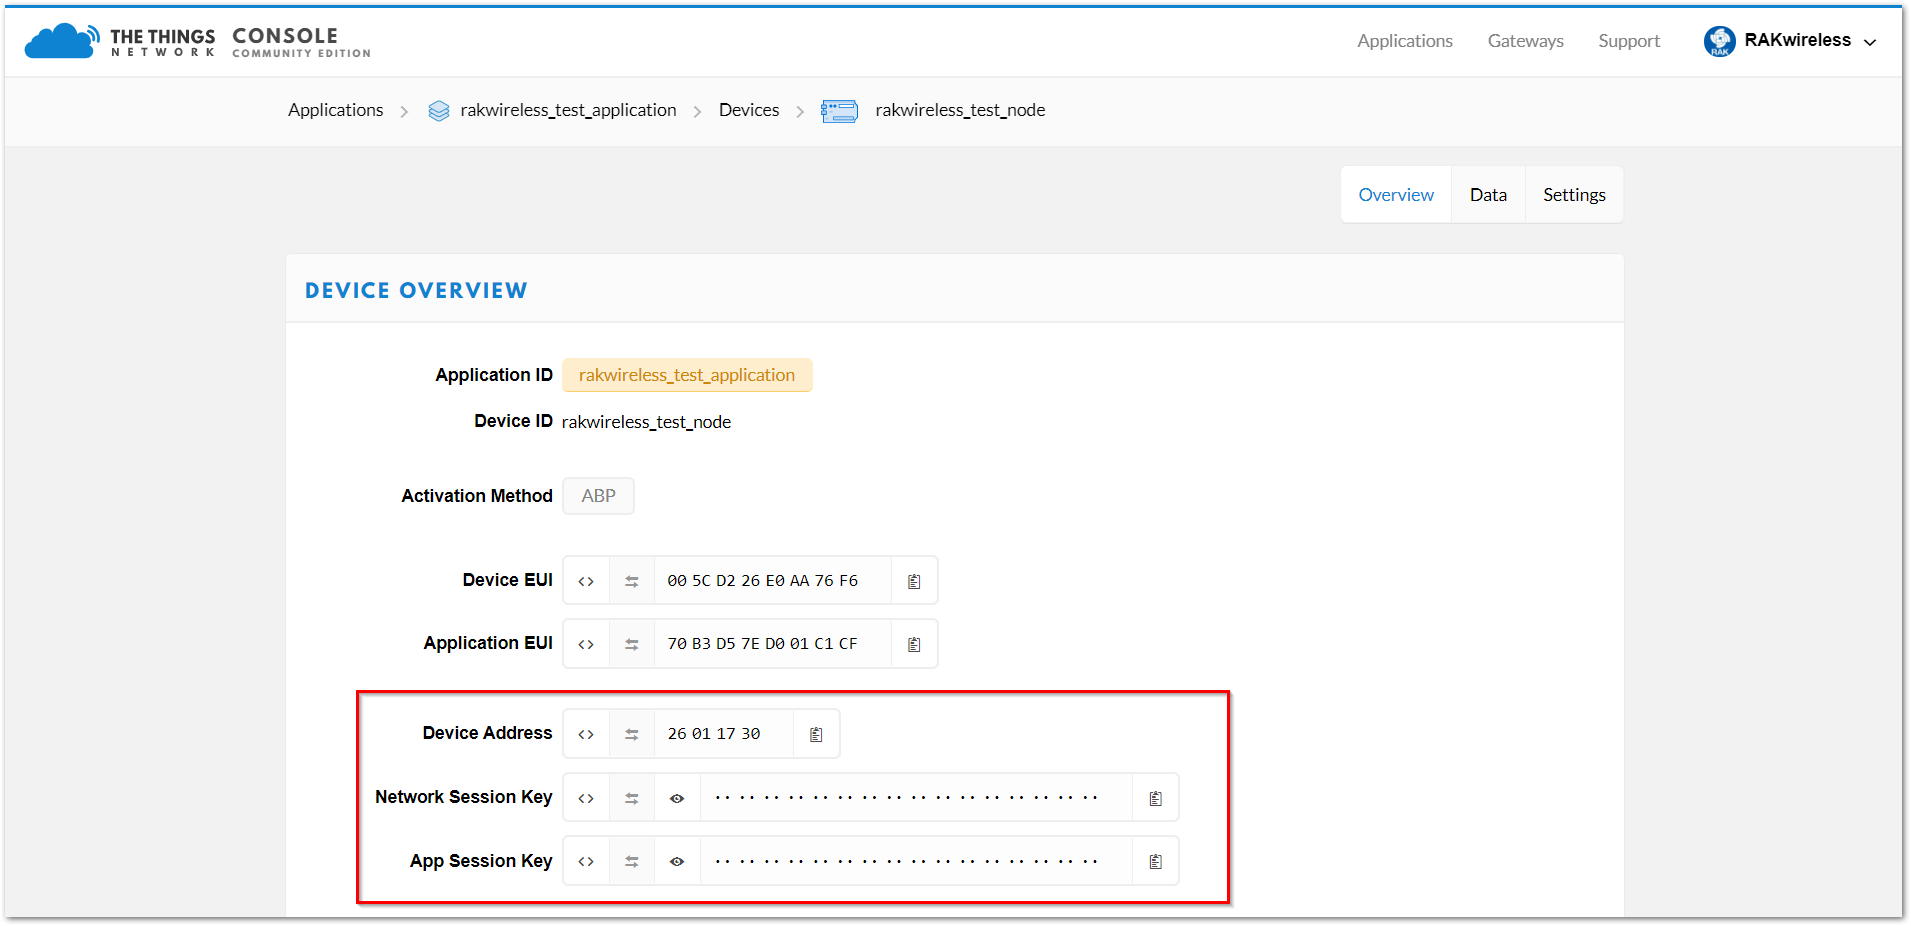 THE THINGS NETWORK CONSOLE COMMUNITY EDITION
Applications Gateways Support RAK RAKwireless
Applications rakwireless_test_application Devices rakwireless_test_node
Overview Data Settings
DEVICE OVERVIEW
Application ID rakwireless_test_application
Device ID rakwireless_test_node
Activation Method ABP
Device EUI <> 00 5C D2 26 E0 AA 76 F6
Application EUI <> 70 B3 D5 7E D0 01 C1 CF
Device Address <> 26 01 17 30
Network Session Key <>
App Session Key <>